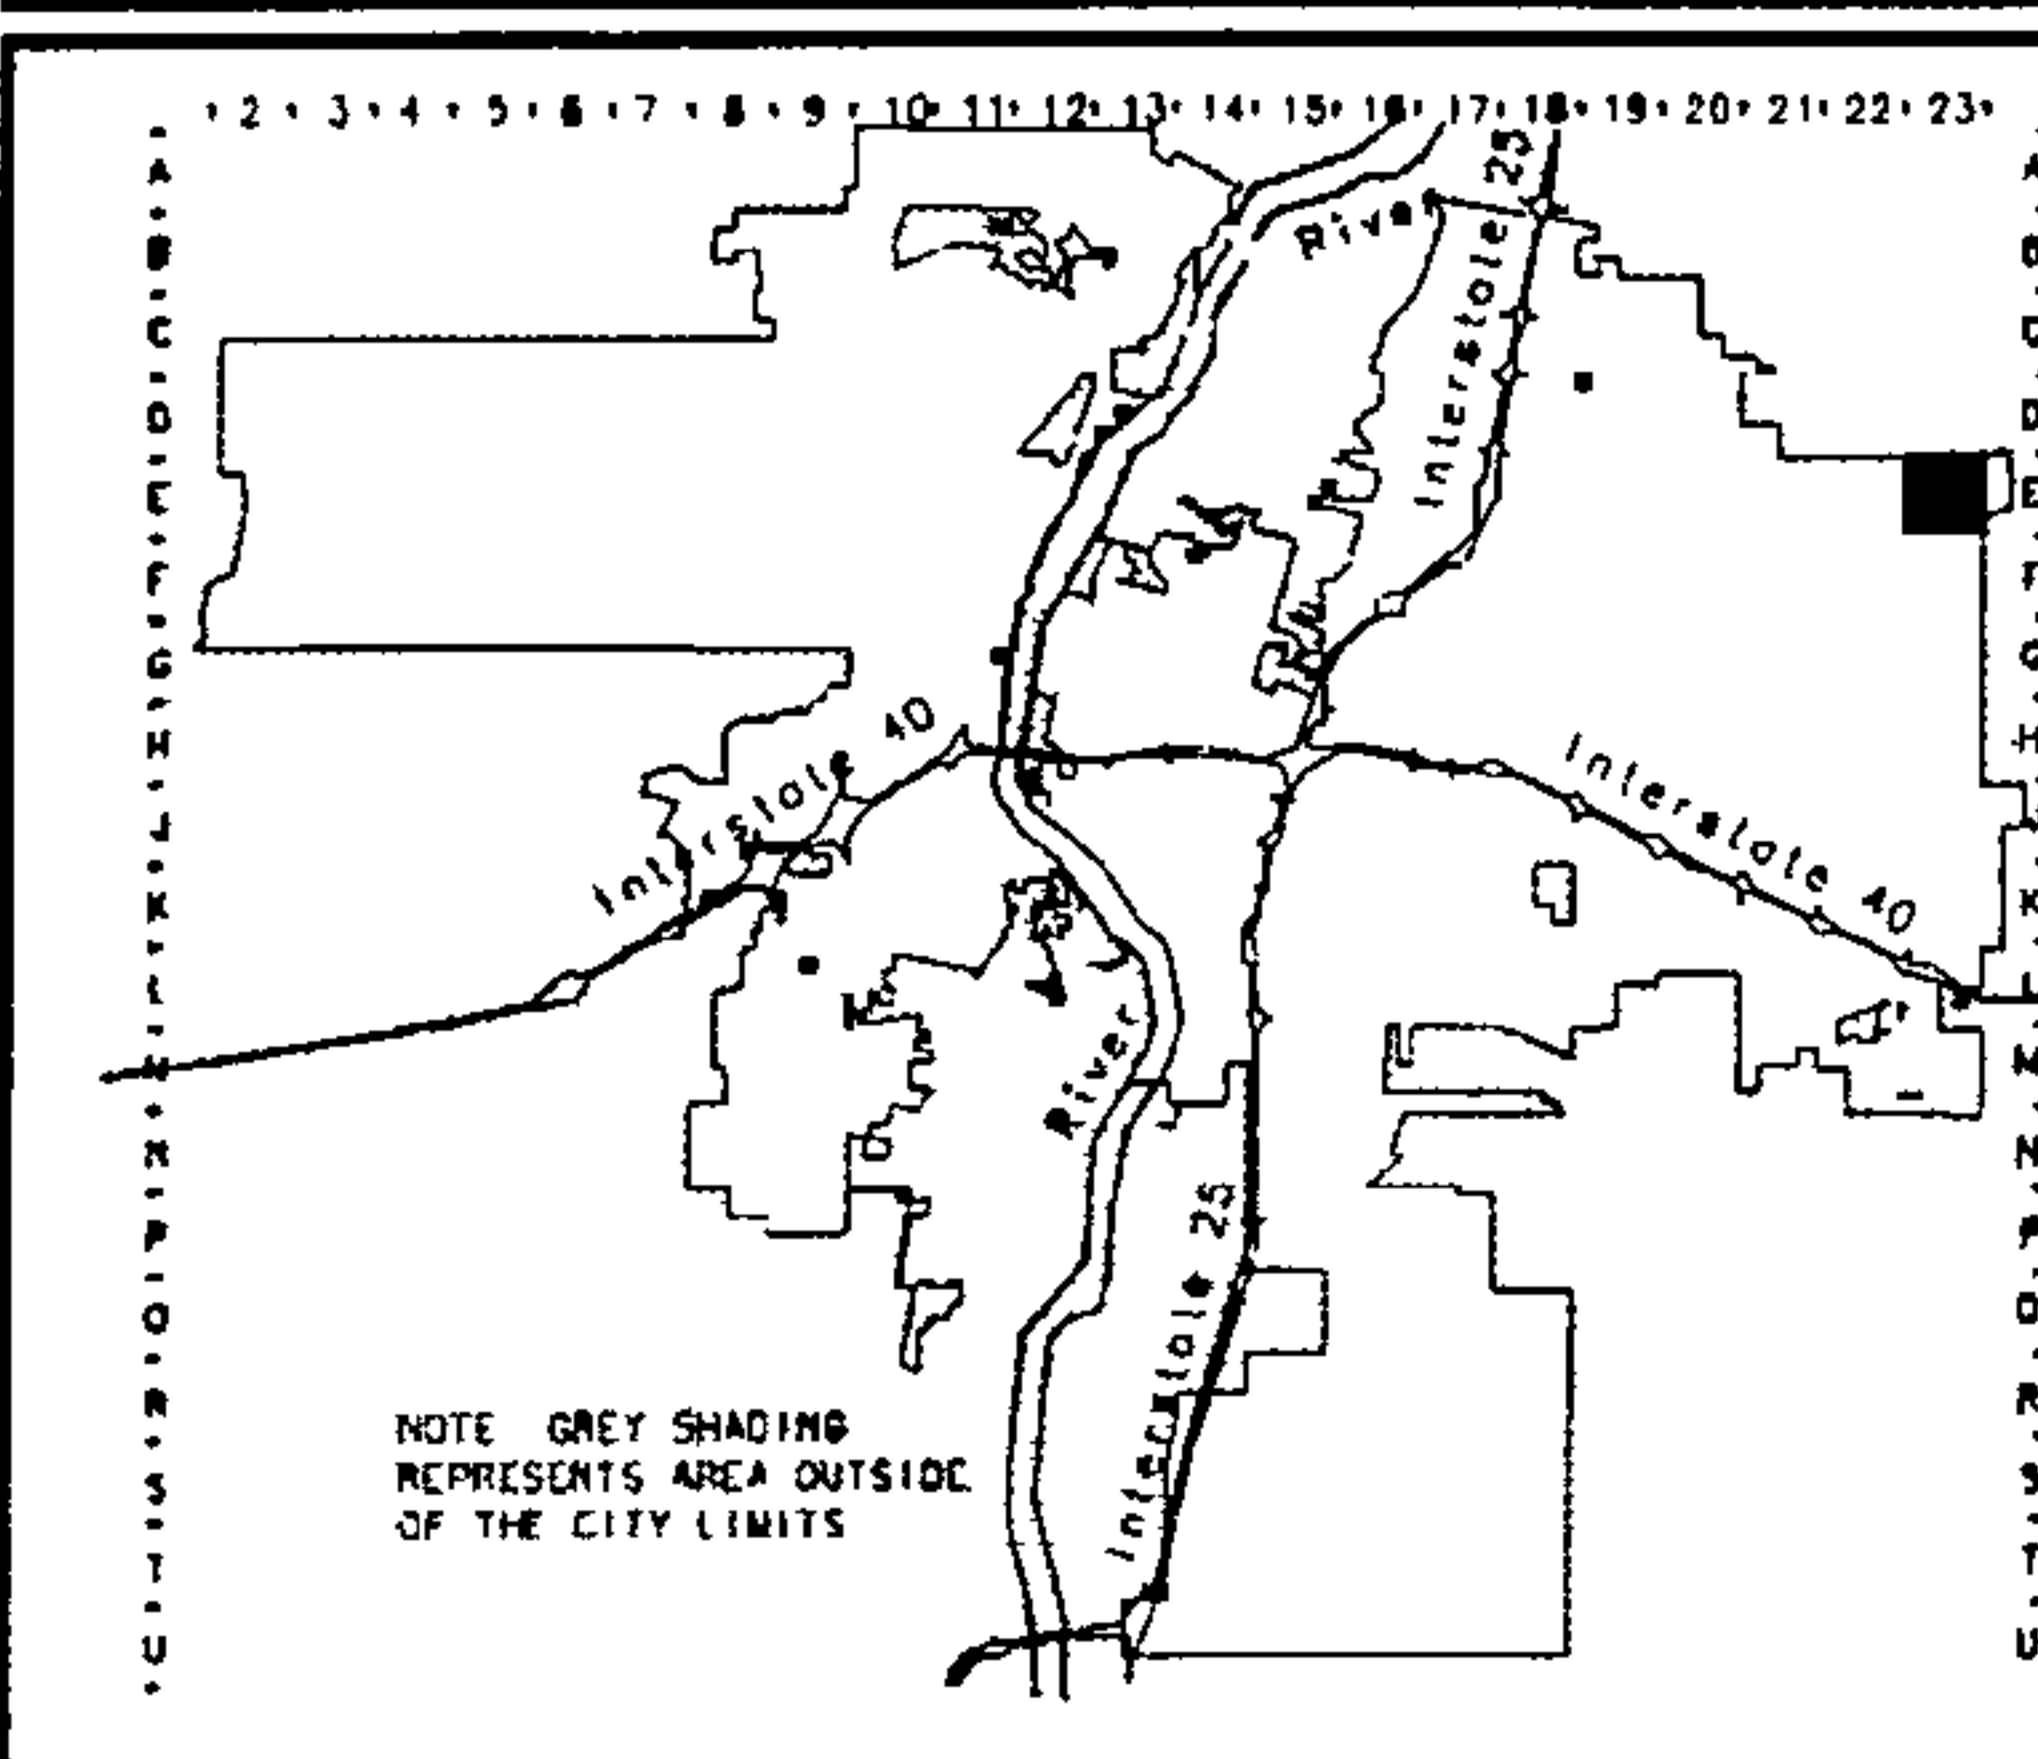 2 3 4 5 6 7 8 9 10 11 12 13 14 15 16 17 18 19 20 21 22 23
A
B
C
D
E
F
G
H
J
K
L
M
N
P
Q
R
S
T
U
River
Interstate 25
Interstate 40
Interstate 40
River
Interstate 25
NOTE GREY SHADING
REPRESENTS AREA OUTSIDE
OF THE CITY LIMITS
A
B
C
D
E
F
G
H
K
L
M
N
P
Q
R
S
T
U